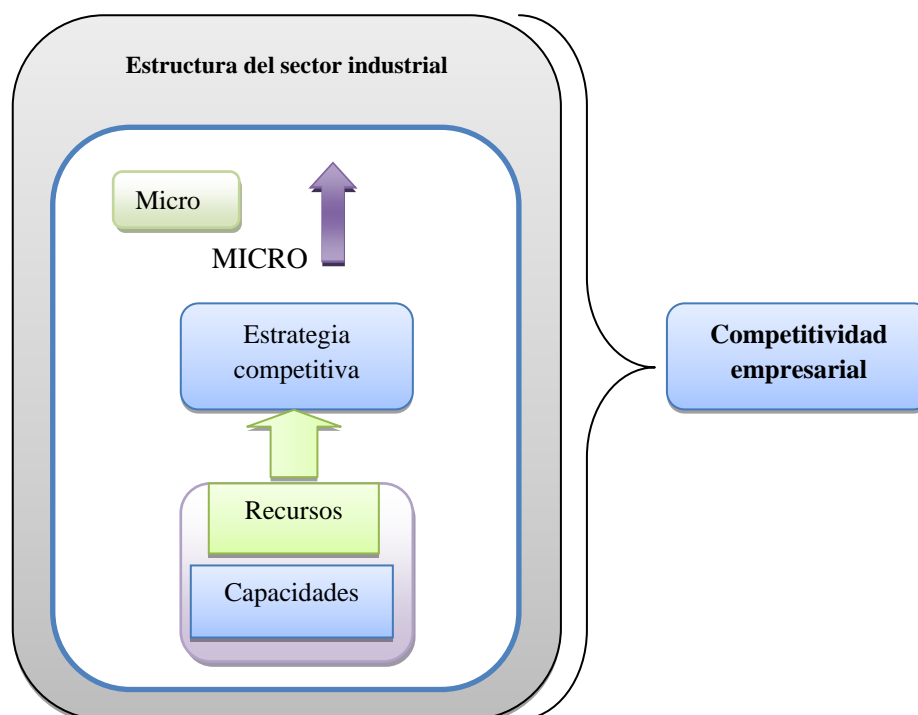 Estructura del sector industrial
Micro
MICRO
Estrategia
competitiva
Competitividad
empresarial
Recursos
Capacidades